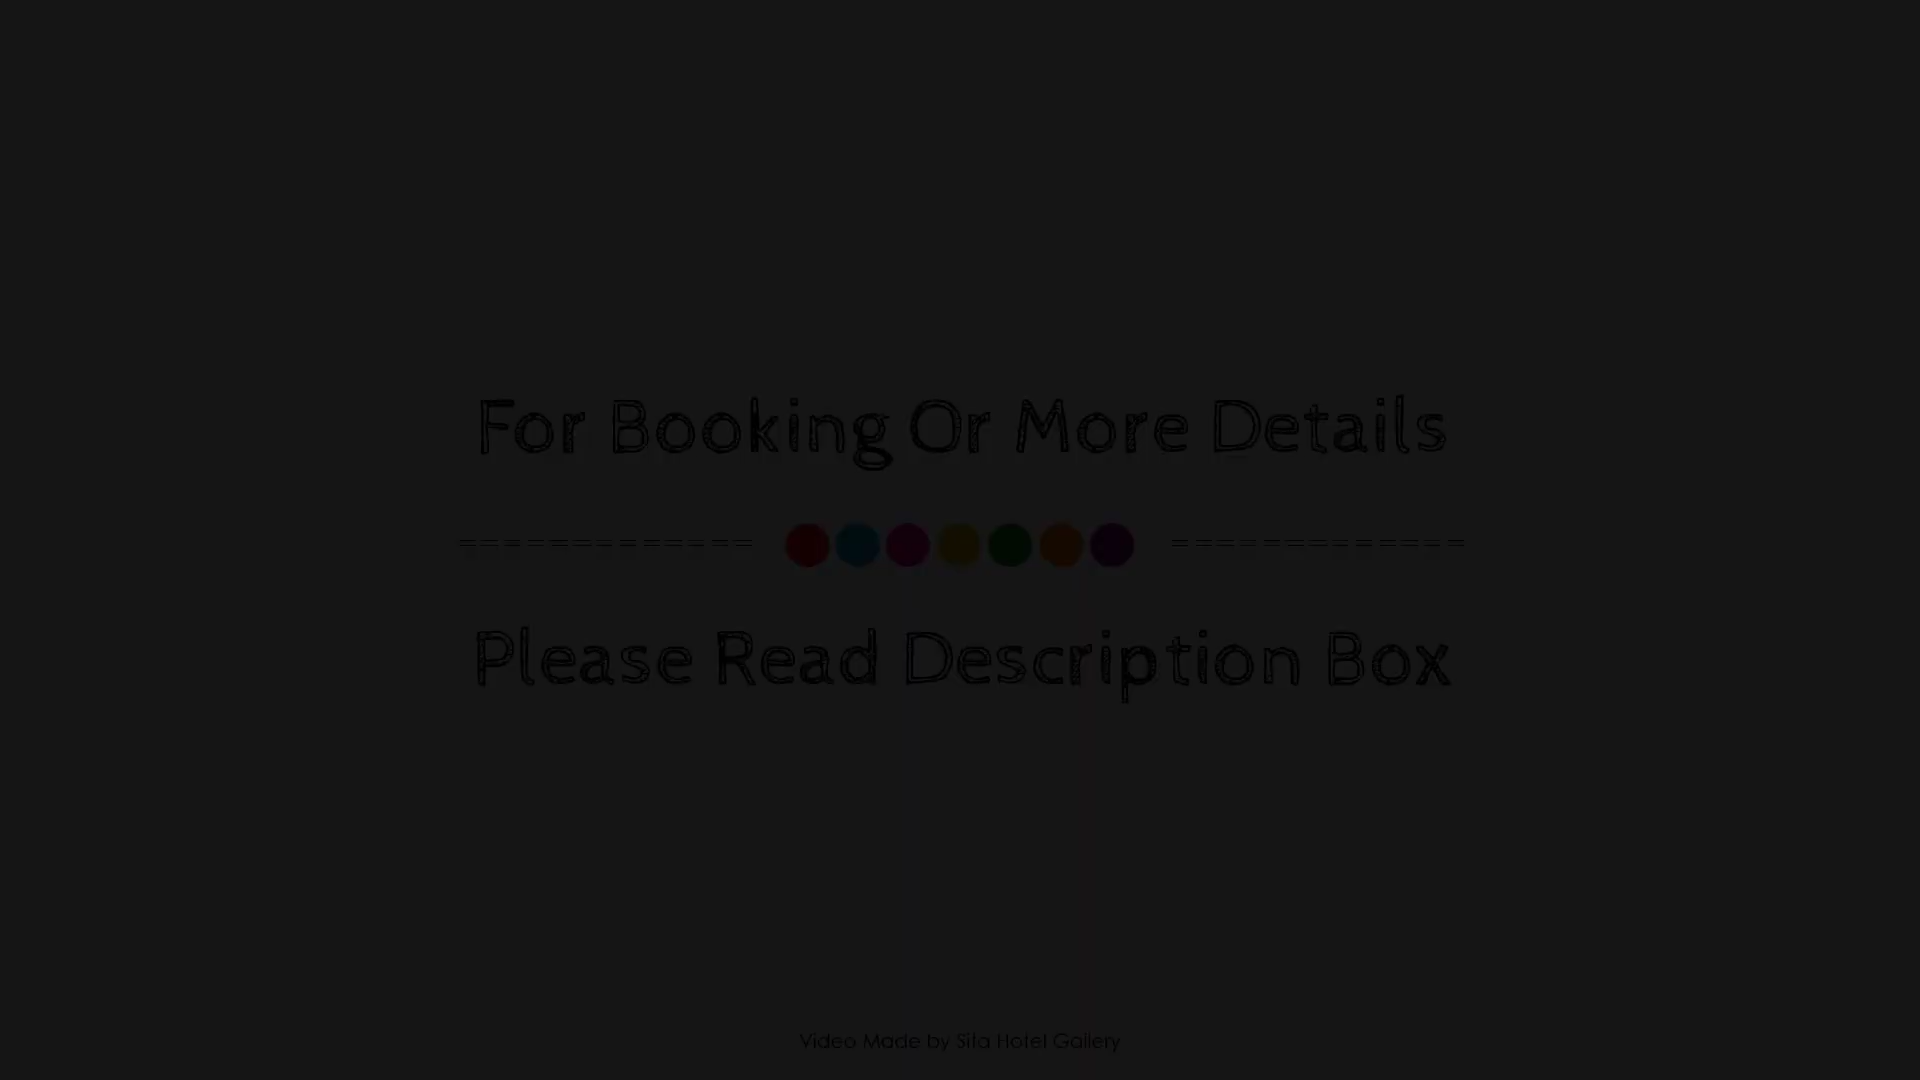 For Booking Or More Details
============= =============
Please Read Description Box
Video Made by Sita Hotel Gallery